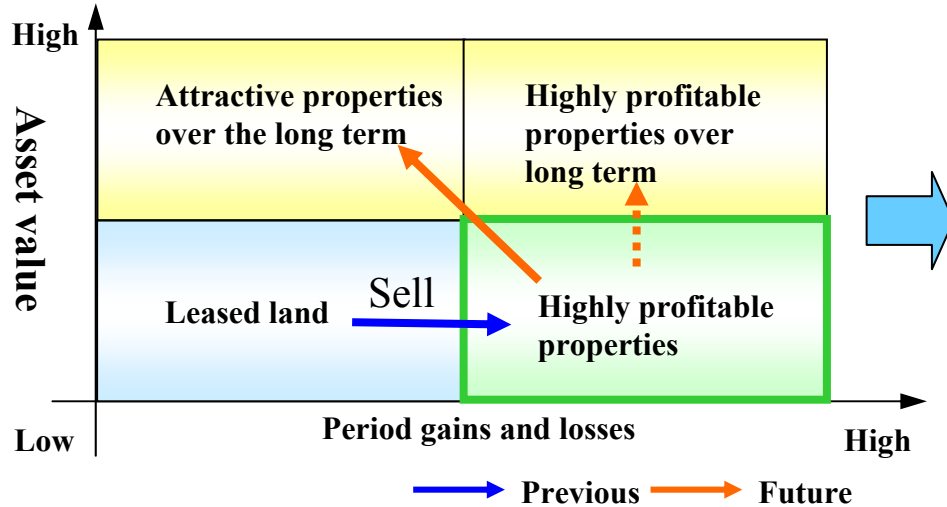 High
Asset value
Attractive properties
over the long term
Highly profitable
properties over
long term
Leased land
Sell
Highly profitable
properties
Low
Period gains and losses
High
Previous
Future